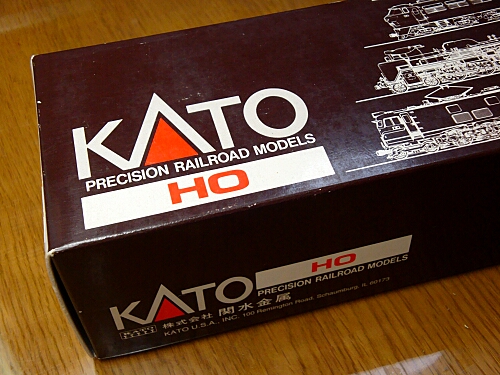 KATO
PRECISION RAILROAD MODELS
HO
HO
KATO PRECISION RAILROAD MODELS
株式会社 関水金属
KATO U.S.A., INC. 100 Remington Road, Schaumburg, IL 60173